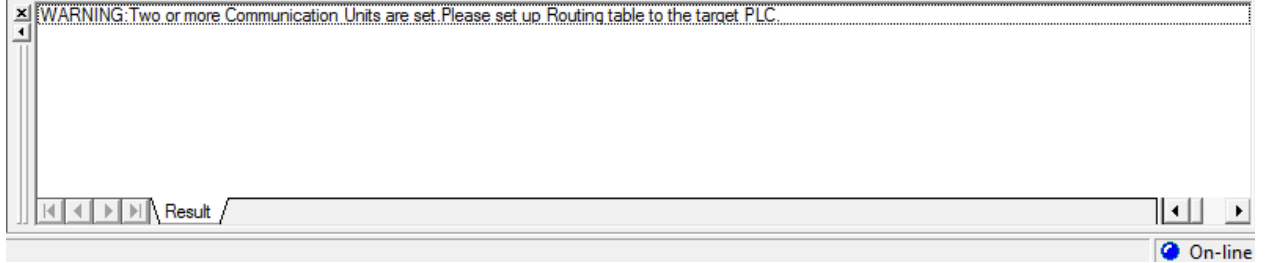 WARNING:Two or more Communication Units are set.Please set up Routing table to the target PLC.
Result
On-line